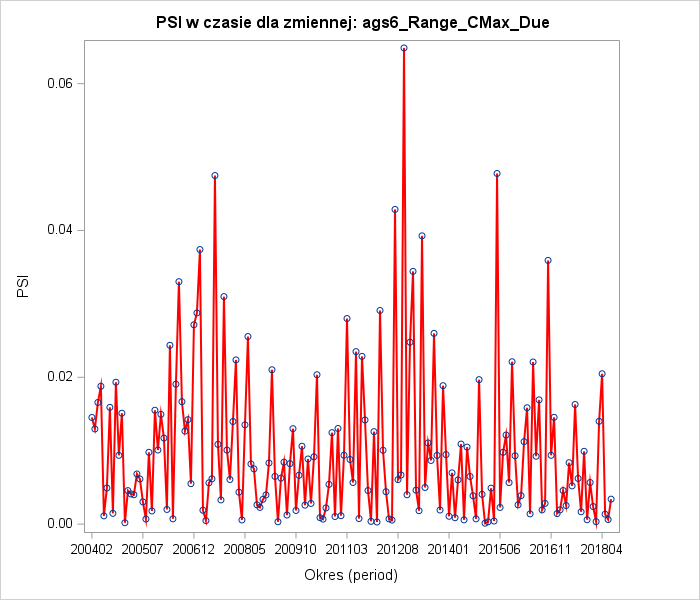 PSI w czasie dla zmiennej: ags6_Range_CMax_Due
0.06
0.04
PSI
0.02
0.00
200402 200507 200612 200805 200910 201103 201208 201401 201506 201611 201804
Okres (period)